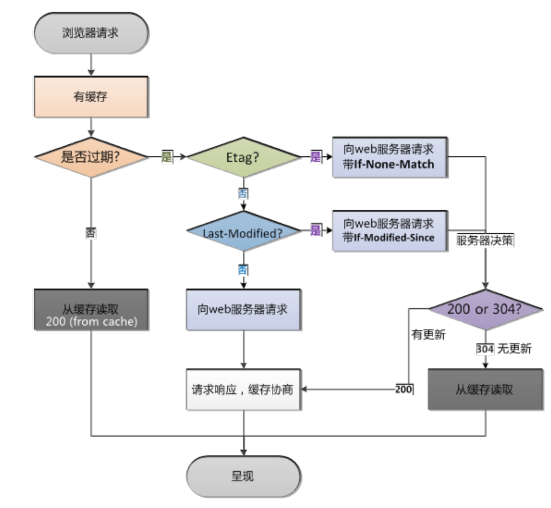 浏览器请求
有缓存
是否过期?
是
Etag?
是
向web服务器请求
带If-None-Match
否
否
Last-Modified?
是
向web服务器请求
带If-Modified-Since
服务器决策
否
从缓存读取
200 (from cache)
向web服务器请求
200 or 304?
有更新
304 无更新
请求响应，缓存协商
200
从缓存读取
呈现